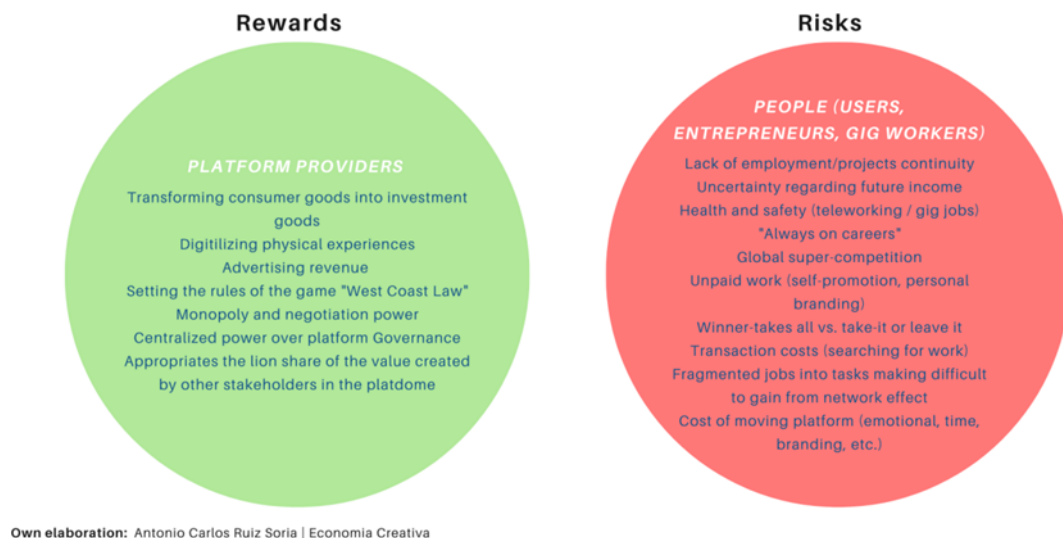 Rewards
PLATFORM PROVIDERS
Transforming consumer goods into investment
goods
Digitilizing physical experiences
Advertising revenue
Setting the rules of the game "West Coast Law"
Monopoly and negotiation power
Centralized power over platform Governance
Appropriates the lion share of the value created
by other stakeholders in the platdome
Risks
PEOPLE (USERS,
ENTREPRENEURS, GIG WORKERS)
Lack of employment/projects continuity
Uncertainty regarding future income
Health and safety (teleworking / gig jobs)
"Always on careers"
Global super-competition
Unpaid work (self-promotion, personal
branding)
Winner-takes all vs. take-it or leave it
Transaction costs (searching for work)
Fragmented jobs into tasks making difficult
to gain from network effect
Cost of moving platform (emotional, time,
branding, etc.)
Own elaboration: Antonio Carlos Ruiz Soria | Economia Creativa